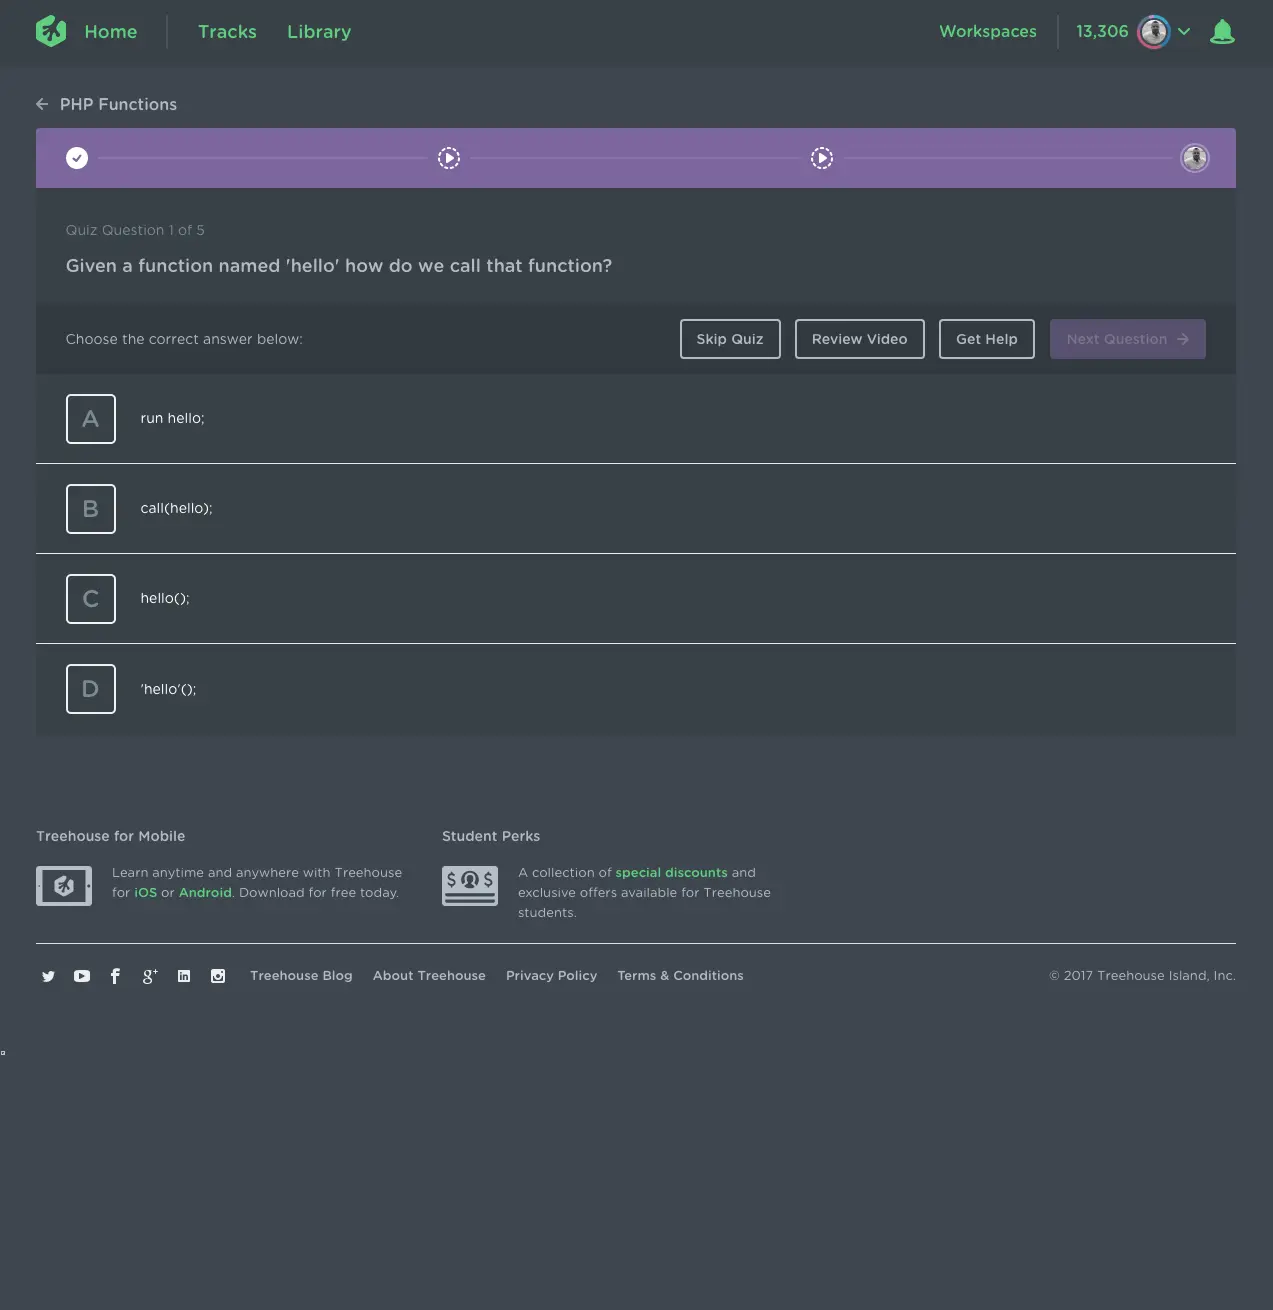 Home
Tracks
Library
Workspaces
13,306
PHP Functions
Quiz Question 1 of 5
Given a function named 'hello' how do we call that function?
Choose the correct answer below:
Skip Quiz
Review Video
Get Help
Next Question
A
run hello;
B
call(hello);
C
hello();
D
'hello'();
Treehouse for Mobile
Learn anytime and anywhere with Treehouse
for iOS or Android. Download for free today.
Student Perks
$ $
A collection of special discounts and
exclusive offers available for Treehouse
students.
Treehouse Blog
About Treehouse
Privacy Policy
Terms & Conditions
© 2017 Treehouse Island, Inc.